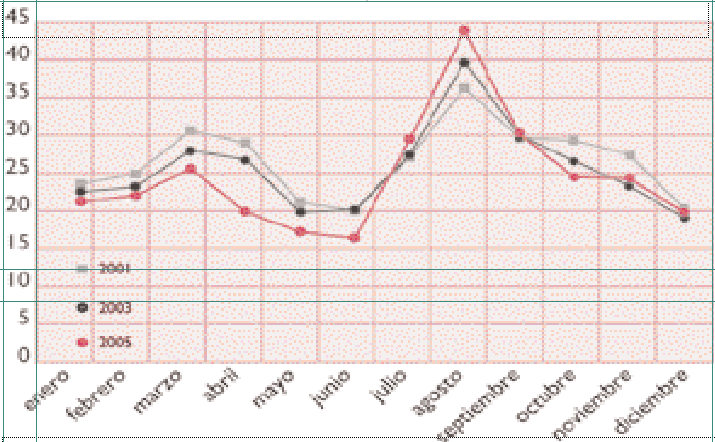 45
40
35
30
25
20
15
10
5
0
2001
2003
2005
enero
febrero
marzo
abril
mayo
junio
julio
agosto
septiembre
octubre
noviembre
diciembre